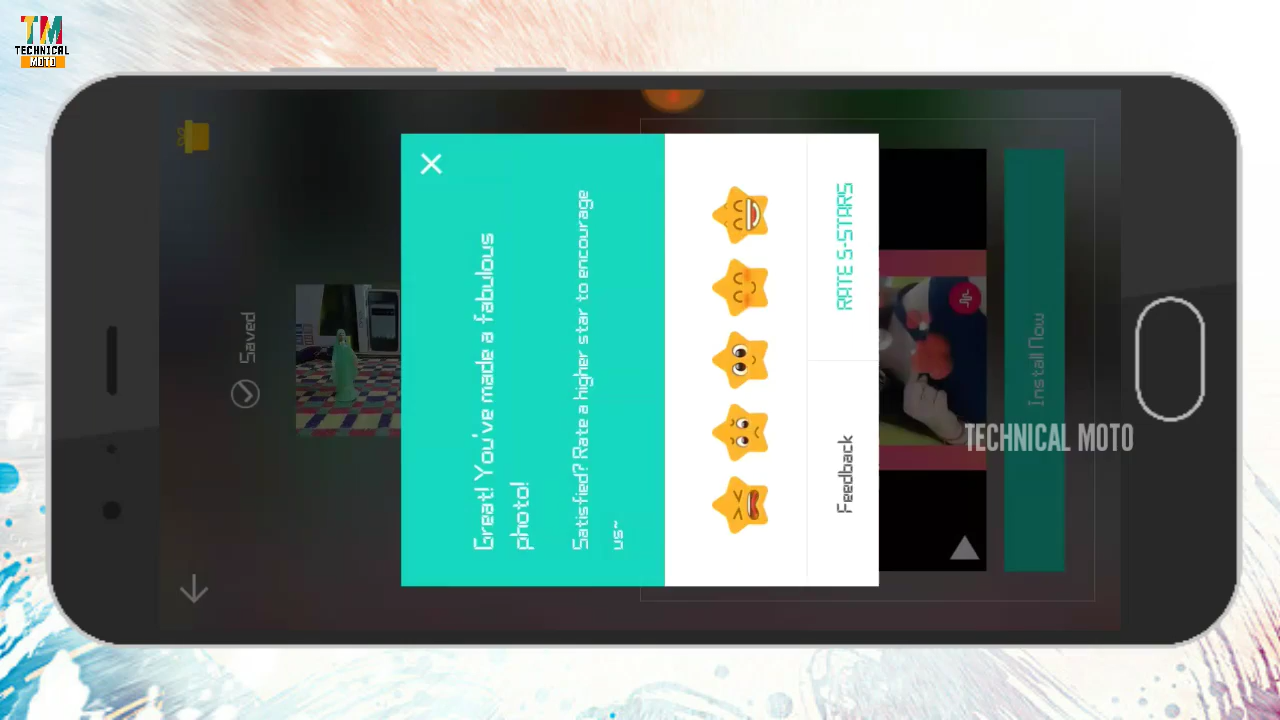 TM
TECHNICAL
MOTO
Saved
Great! You've made a fabulous
photo!
Satisfied? Rate a higher star to encourage
us~
Feedback
RATE 5-STARS
Install Now
TECHNICAL MOTO